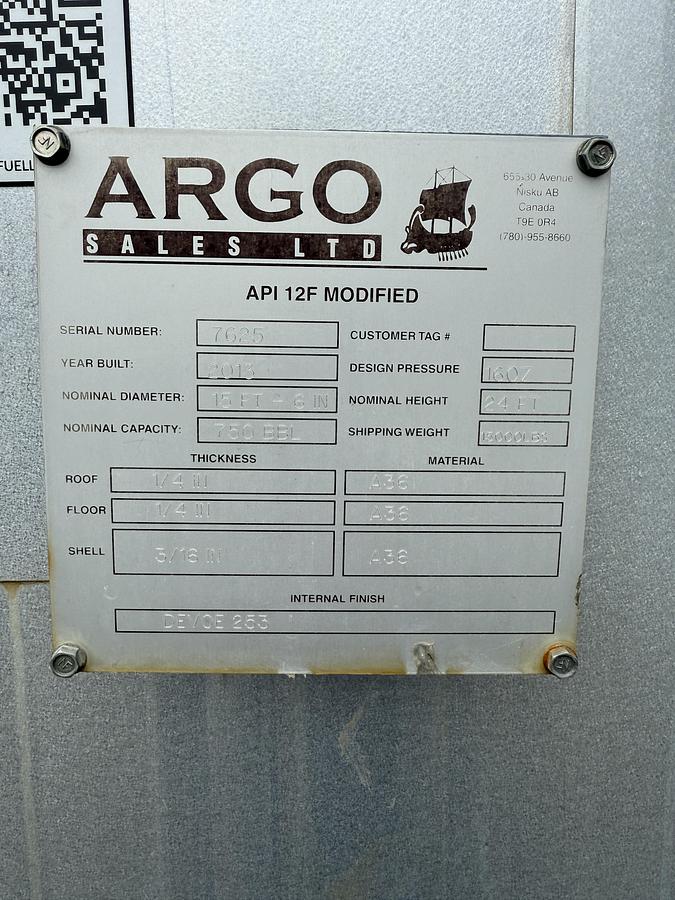 FUELL
ARGO
SALES LTD
Avenue
Nisku AB
Canada
T9E 0R4
(780)-955-8660
API 12F MODIFIED
SERIAL NUMBER: 7625
CUSTOMER TAG #
YEAR BUILT: 2013
DESIGN PRESSURE 16OZ
NOMINAL DIAMETER: 15 FT - 6 IN
NOMINAL HEIGHT 24 FT
NOMINAL CAPACITY: 750 BBL
SHIPPING WEIGHT 13000LBS
THICKNESS MATERIAL
ROOF 1/4 IN A36
FLOOR 1/4 IN A36
SHELL 3/16 IN A36
INTERNAL FINISH
DEVOE 253